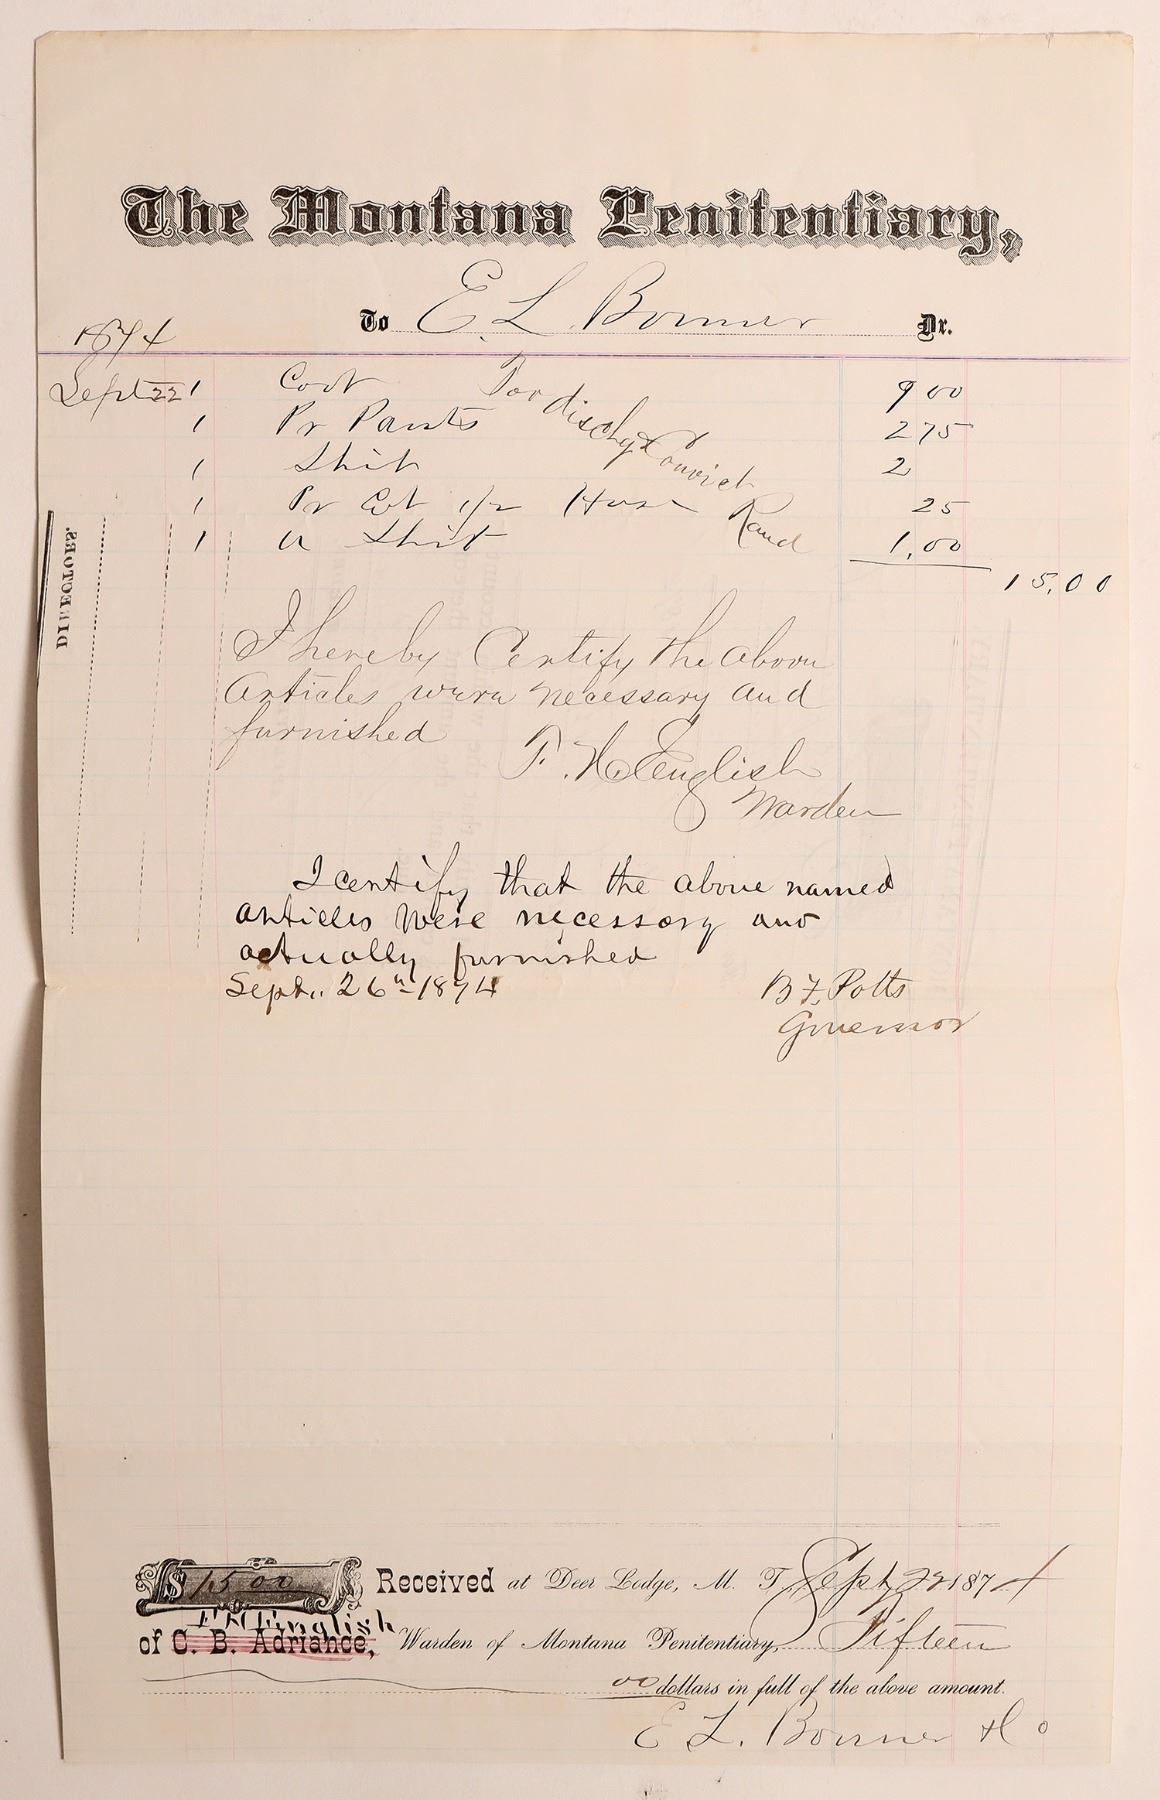 The Montana Penitentiary,
To E. L. Bonner Dr.
1874
Sept 22 1 Coat For dischgd Convict Rand 9 00
1 Pr Pants 2 75
1 Shirt 2
1 Pr Cot 1/2 Hose 25
1 U Shirt 1.00
15.00
DIRECTORS.
I hereby Certify the above
Articles were necessary and
furnished
F. H. English
Warden
I certify that the above named
articles were necessary and
actually furnished
Sept. 26th 1874 B F. Potts
Governor
$ 15 00 Received at Deer Lodge, M. T. Sept 22 1874
F H English
of C. B. Adriance, Warden of Montana Penitentiary, Fifteen
00 dollars in full of the above amount.
E L. Bonner & Co